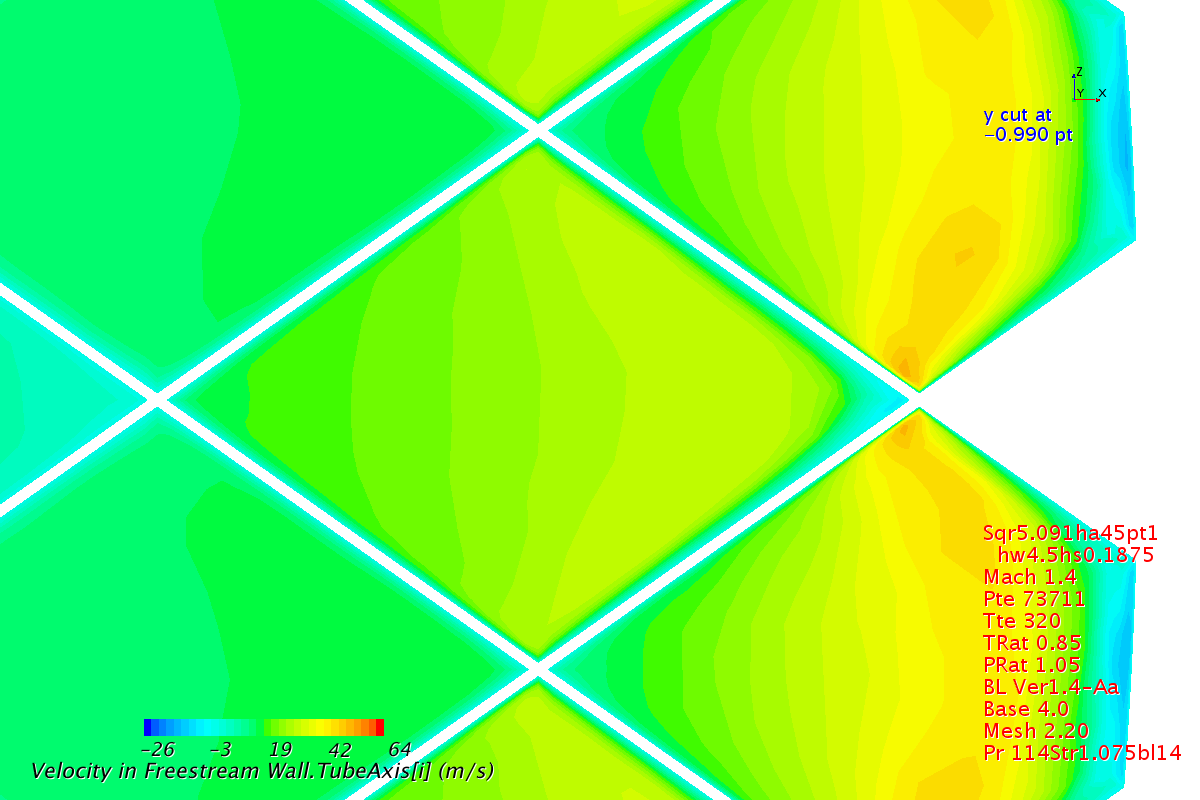 Z
Y X
y cut at
−0.990 pt
Sqr5.091ha45pt1
hw4.5hs0.1875
Mach 1.4
Pte 73711
Tte 320
TRat 0.85
PRat 1.05
BL Ver1.4-Aa
Base 4.0
Mesh 2.20
Pr 114Str1.075bl14
−26 −3 19 42 64
Velocity in Freestream Wall.TubeAxis[i] (m/s)